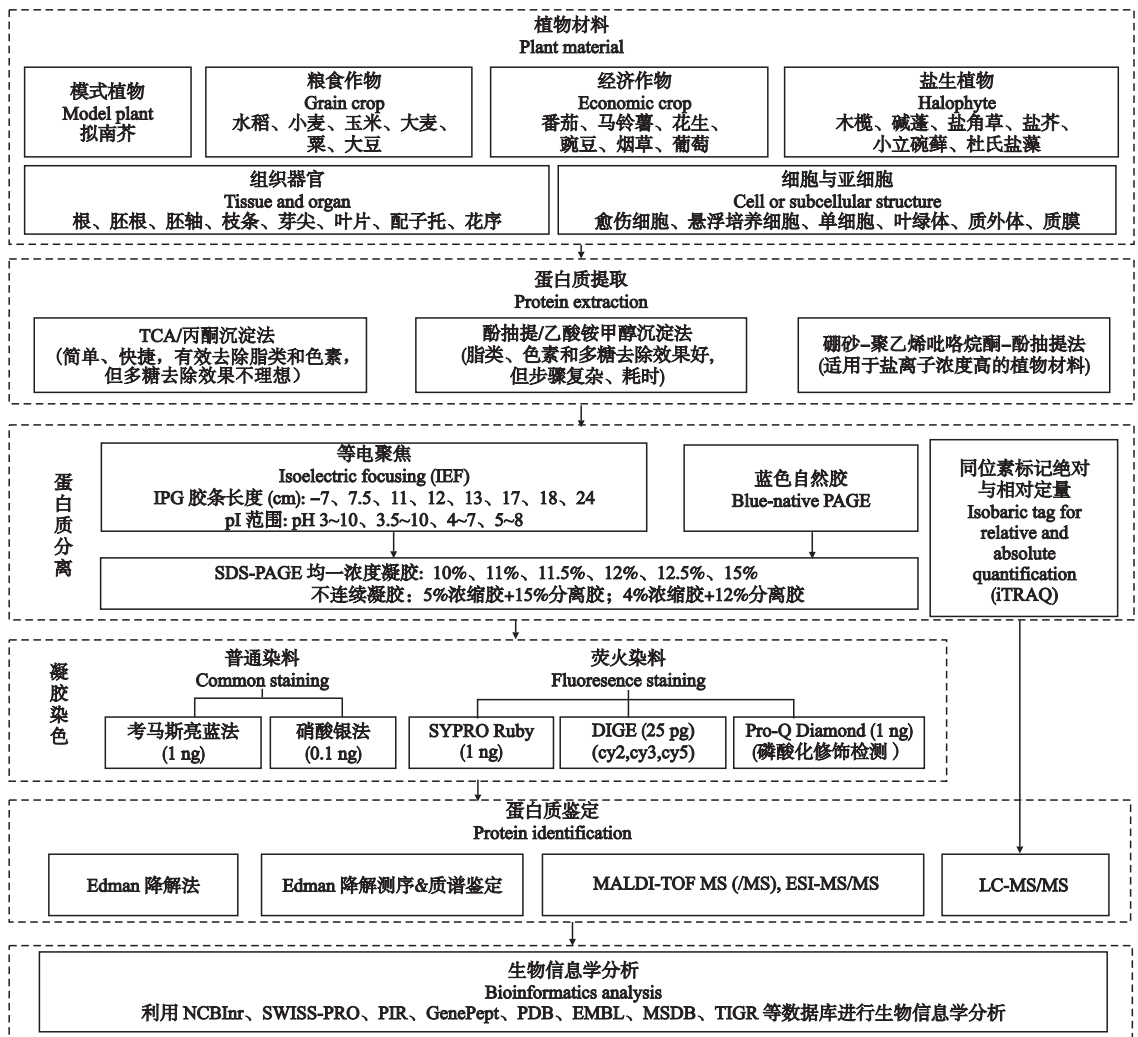 植物材料
Plant material
模式植物
Model plant
拟南芥
粮食作物
Grain crop
水稻、小麦、玉米、大麦、
粟、大豆
经济作物
Economic crop
番茄、马铃薯、花生、
豌豆、烟草、葡萄
盐生植物
Halophyte
木榄、碱蓬、盐角草、盐芥、
小立碗藓、杜氏盐藻
组织器官
Tissue and organ
根、胚根、胚轴、枝条、芽尖、叶片、配子托、花序
细胞与亚细胞
Cell or subcellular structure
愈伤细胞、悬浮培养细胞、单细胞、叶绿体、质外体、质膜
蛋白质提取
Protein extraction
TCA/丙酮沉淀法
(简单、快捷，有效去除脂类和色素，
但多糖去除效果不理想）
酚抽提/乙酸铵甲醇沉淀法
(脂类、色素和多糖去除效果好，
但步骤复杂、耗时)
硼砂–聚乙烯吡咯烷酮–酚抽提法
(适用于盐离子浓度高的植物材料)
蛋白质分离
等电聚焦
Isoelectric focusing (IEF)
IPG 胶条长度 (cm): –7、7.5、11、12、13、17、18、24
pI 范围: pH 3~10、3.5~10、4~7、5~8
蓝色自然胶
Blue-native PAGE
同位素标记绝对
与相对定量
Isobaric tag for
relative and
absolute
quantification
(iTRAQ)
SDS-PAGE 均一浓度凝胶: 10%、11%、11.5%、12%、12.5%、15%
不连续凝胶：5%浓缩胶+15%分离胶；4%浓缩胶+12%分离胶
凝胶染色
普通染料
Common staining
荧火染料
Fluoresence staining
考马斯亮蓝法
(1 ng)
硝酸银法
(0.1 ng)
SYPRO Ruby
(1 ng)
DIGE (25 pg)
(cy2,cy3,cy5)
Pro-Q Diamond (1 ng)
(磷酸化修饰检测 ）
蛋白质鉴定
Protein identification
Edman 降解法
Edman 降解测序&质谱鉴定
MALDI-TOF MS (/MS), ESI-MS/MS
LC-MS/MS
生物信息学分析
Bioinformatics analysis
利用 NCBInr、SWISS-PRO、PIR、GenePept、PDB、EMBL、MSDB、TIGR 等数据库进行生物信息学分析